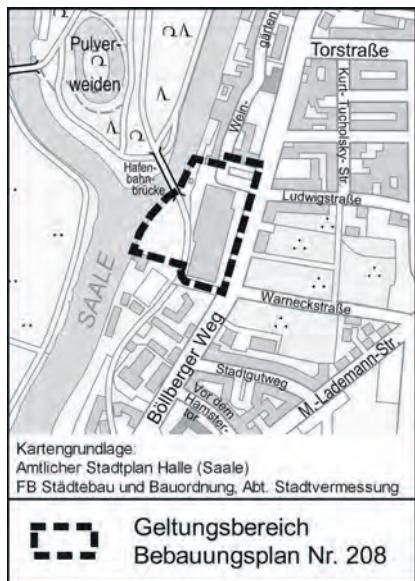 Pulver-
weiden
Torstraße
Wein-
gärten
Kurt-Tucholsky-Str.
Hafen-
bahn-
brücke
Ludwigstraße
SAALE
Warneckstraße
Böllberger Weg
Stadtgutweg
Vor dem
Hamster-
tor
M.-Lademann-Str.
Kartengrundlage:
Amtlicher Stadtplan Halle (Saale)
FB Städtebau und Bauordnung, Abt. Stadtvermessung
Geltungsbereich
Bebauungsplan Nr. 208